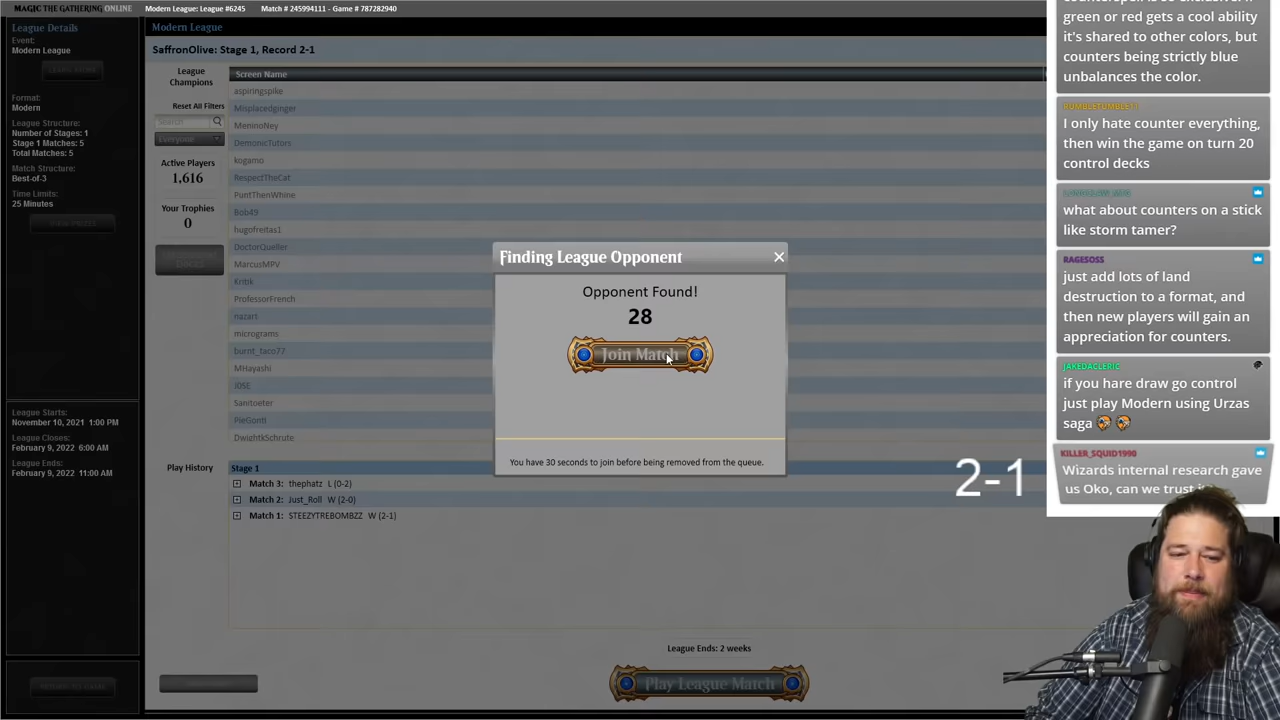 MAGIC THE GATHERING ONLINE
Modern League: League #6245
Match # 245994111 - Game # 787282940
League Details
Event:
Modern League
LEARN MORE
Format:
Modern
League Structure:
Number of Stages: 1
Stage 1 Matches: 5
Total Matches: 5
Match Structure:
Best-of-3
Time Limits:
25 Minutes
VIEW PRIZES
League Starts:
November 10, 2021 1:00 PM
League Closes:
February 9, 2022 6:00 AM
League Ends:
February 9, 2022 11:00 AM
Modern League
SaffronOlive: Stage 1, Record 2-1
League
Champions
Reset All Filters
Search
Everyone
Active Players
1,616
Your Trophies
0
Screen Name
aspiringspike
Misplacedginger
MeninoNey
DemonicTutors
kogamo
RespectTheCat
PuntThenWhine
Bob49
hugofreitas1
DoctorQueller
MarcusMPV
Kritik
ProfessorFrench
nazart
micrograms
burnt_taco77
MHayashi
J0SE
Sanitoeter
PieGonti
DwightkSchrute
Finding League Opponent
Opponent Found!
28
Join Match
You have 30 seconds to join before being removed from the queue.
Play History
Stage 1
Match 3: thephatz L (0-2)
Match 2: Just_Roll W (2-0)
Match 1: STEEZYTREBOMBZZ W (2-1)
League Ends: 2 weeks
Play League Match
2-1
green or red gets a cool ability
it's shared to other colors, but
counters being strictly blue
unbalances the color.
I only hate counter everything,
then win the game on turn 20
control decks
what about counters on a stick
like storm tamer?
RAGESOSS
just add lots of land
destruction to a format, and
then new players will gain an
appreciation for counters.
JAKEDACLERIC
if you hare draw go control
just play Modern using Urzas
saga
KILLER_SQUID1990
Wizards internal research gave
us Oko, can we trust